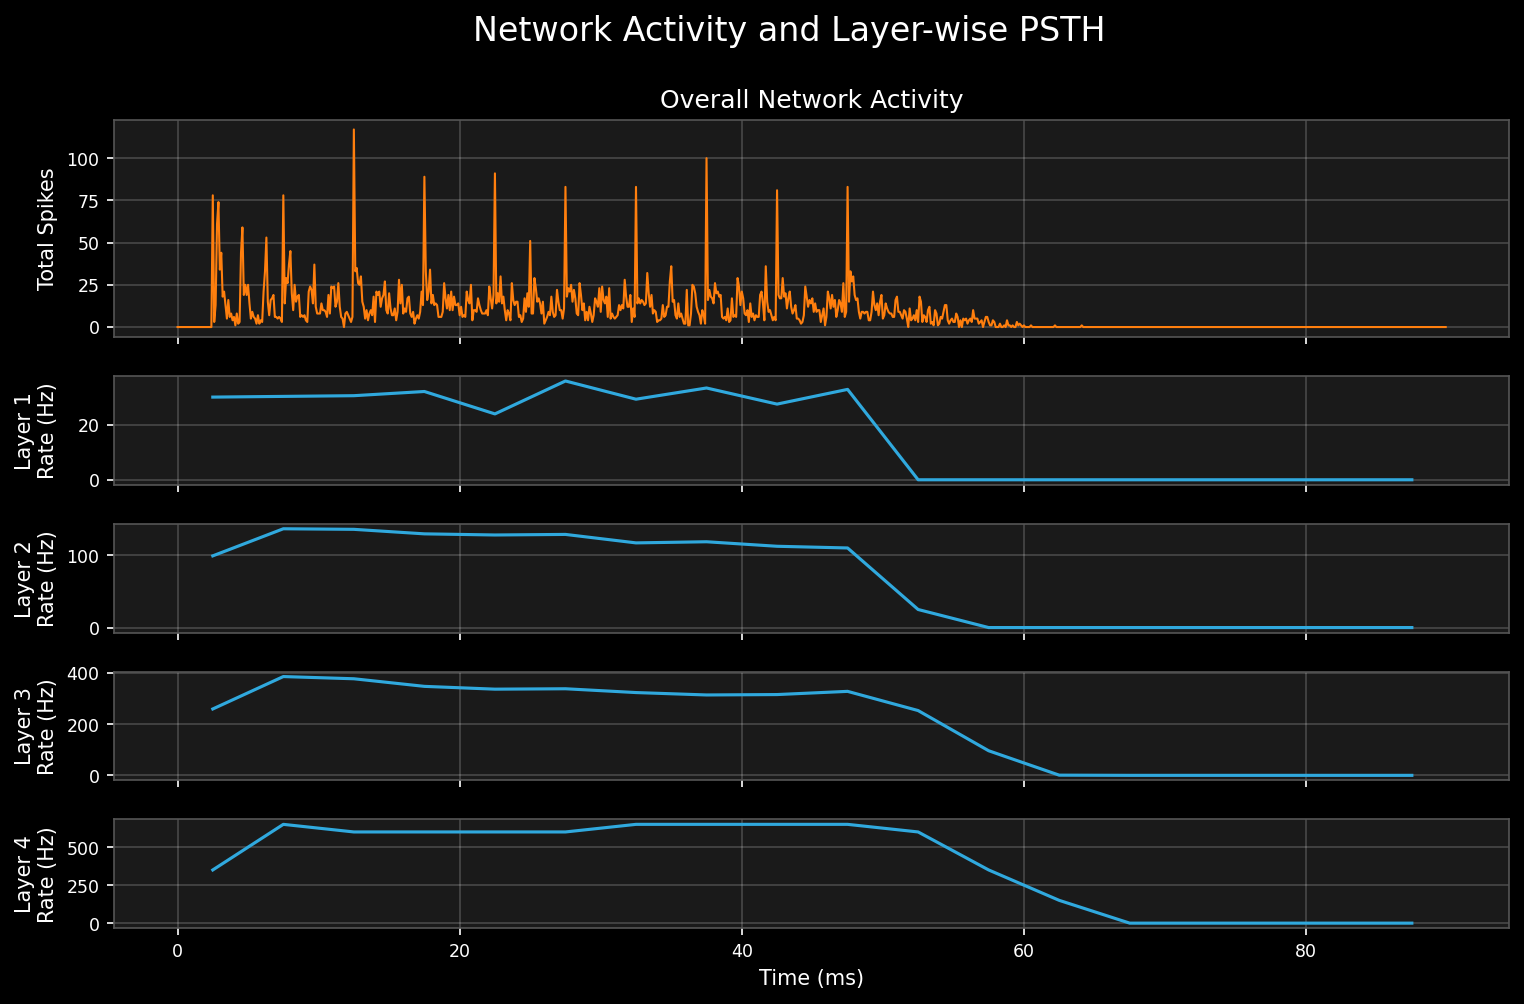 Network Activity and Layer-wise PSTH
Overall Network Activity
Total Spikes
100
75
50
25
0
Layer 1
Rate (Hz)
20
0
Layer 2
Rate (Hz)
100
0
Layer 3
Rate (Hz)
400
200
0
Layer 4
Rate (Hz)
500
250
0
0 20 40 60 80
Time (ms)